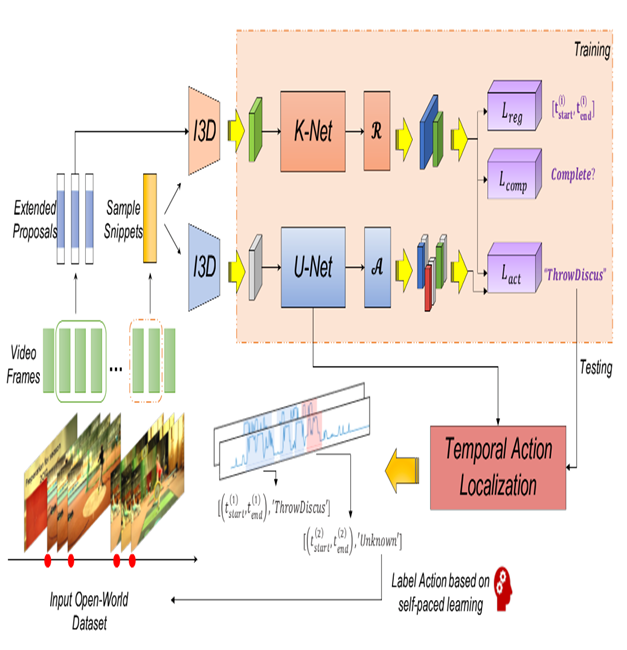 Training
I3D
K-Net
R
L_reg
[t_start^(1), t_end^(1)]
L_comp
Complete?
Extended
Proposals
Sample
Snippets
I3D
U-Net
A
L_act
"ThrowDiscus"
Video
Frames
...
Testing
Temporal Action
Localization
[(t_start^(1), t_end^(1)), 'ThrowDiscus']
[(t_start^(2), t_end^(2)), 'Unknown']
Label Action based on
self-paced learning
Input Open-World
Dataset